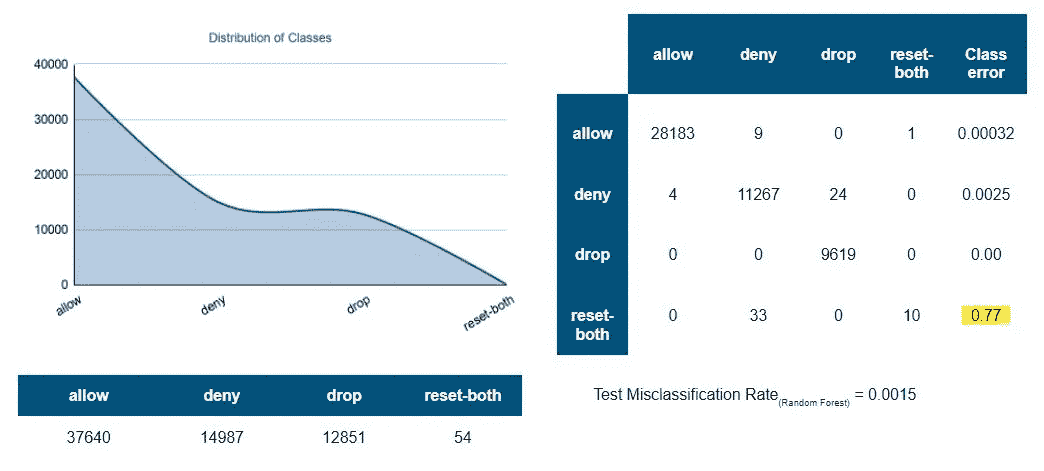 Distribution of Classes
40000
30000
20000
10000
0
allow
deny
drop
reset-both
allow deny drop reset-both
37640 14987 12851 54
allow deny drop reset-both Class error
allow 28183 9 0 1 0.00032
deny 4 11267 24 0 0.0025
drop 0 0 9619 0 0.00
reset-both 0 33 0 10 0.77
Test Misclassification Rate(Random Forest) = 0.0015